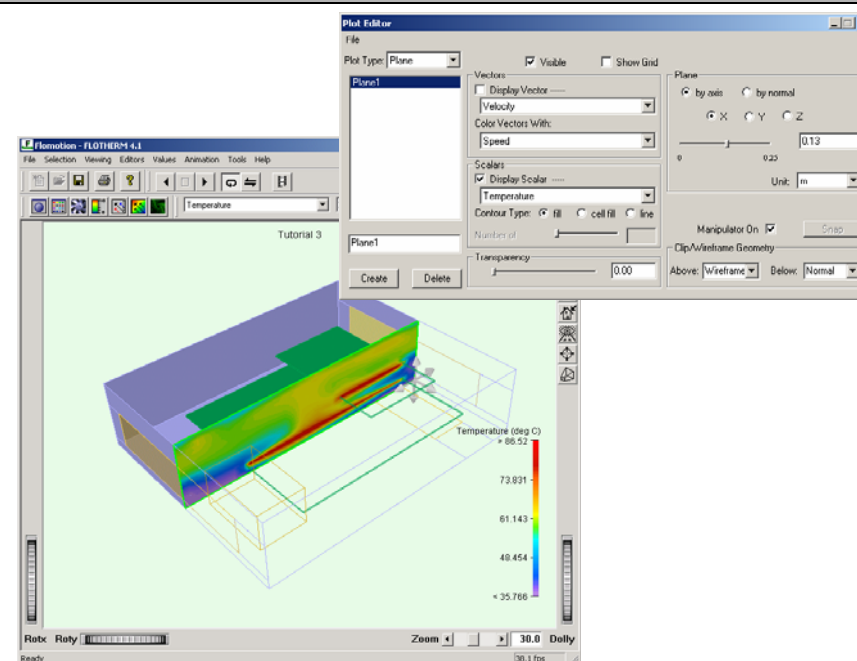 Plot Editor
File
Plot Type: Plane
Visible
Show Grid
Plane1
Vectors
Display Vector
Velocity
Color Vectors With:
Speed
Scalars
Display Scalar
Temperature
Contour Type: fill cell fill line
Number of
Transparency
0.00
Plane1
Create Delete
Plane
by axis by normal
X Y Z
0.13
0 0.25
Unit: m
Manipulator On Snap
Clip/Wireframe Geometry
Above: Wireframe Below: Normal
Flomotion - FLOTHERM 4.1
File Selection Viewing Editors Values Animation Tools Help
Temperature
Tutorial 3
Temperature (deg C)
> 86.52
73.831
61.143
48.454
< 35.766
Rotx Roty Zoom 30.0 Dolly
Ready 30.1 fps